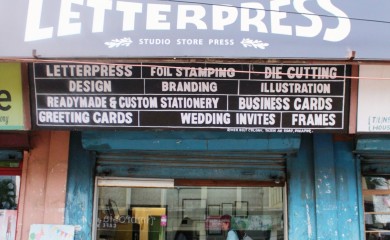 LETTERPRESS
STUDIO STORE PRESS
LETTERPRESS FOIL STAMPING DIE CUTTING
DESIGN BRANDING ILLUSTRATION
READYMADE & CUSTOM STATIONERY BUSINESS CARDS
GREETING CARDS WEDDING INVITES FRAMES